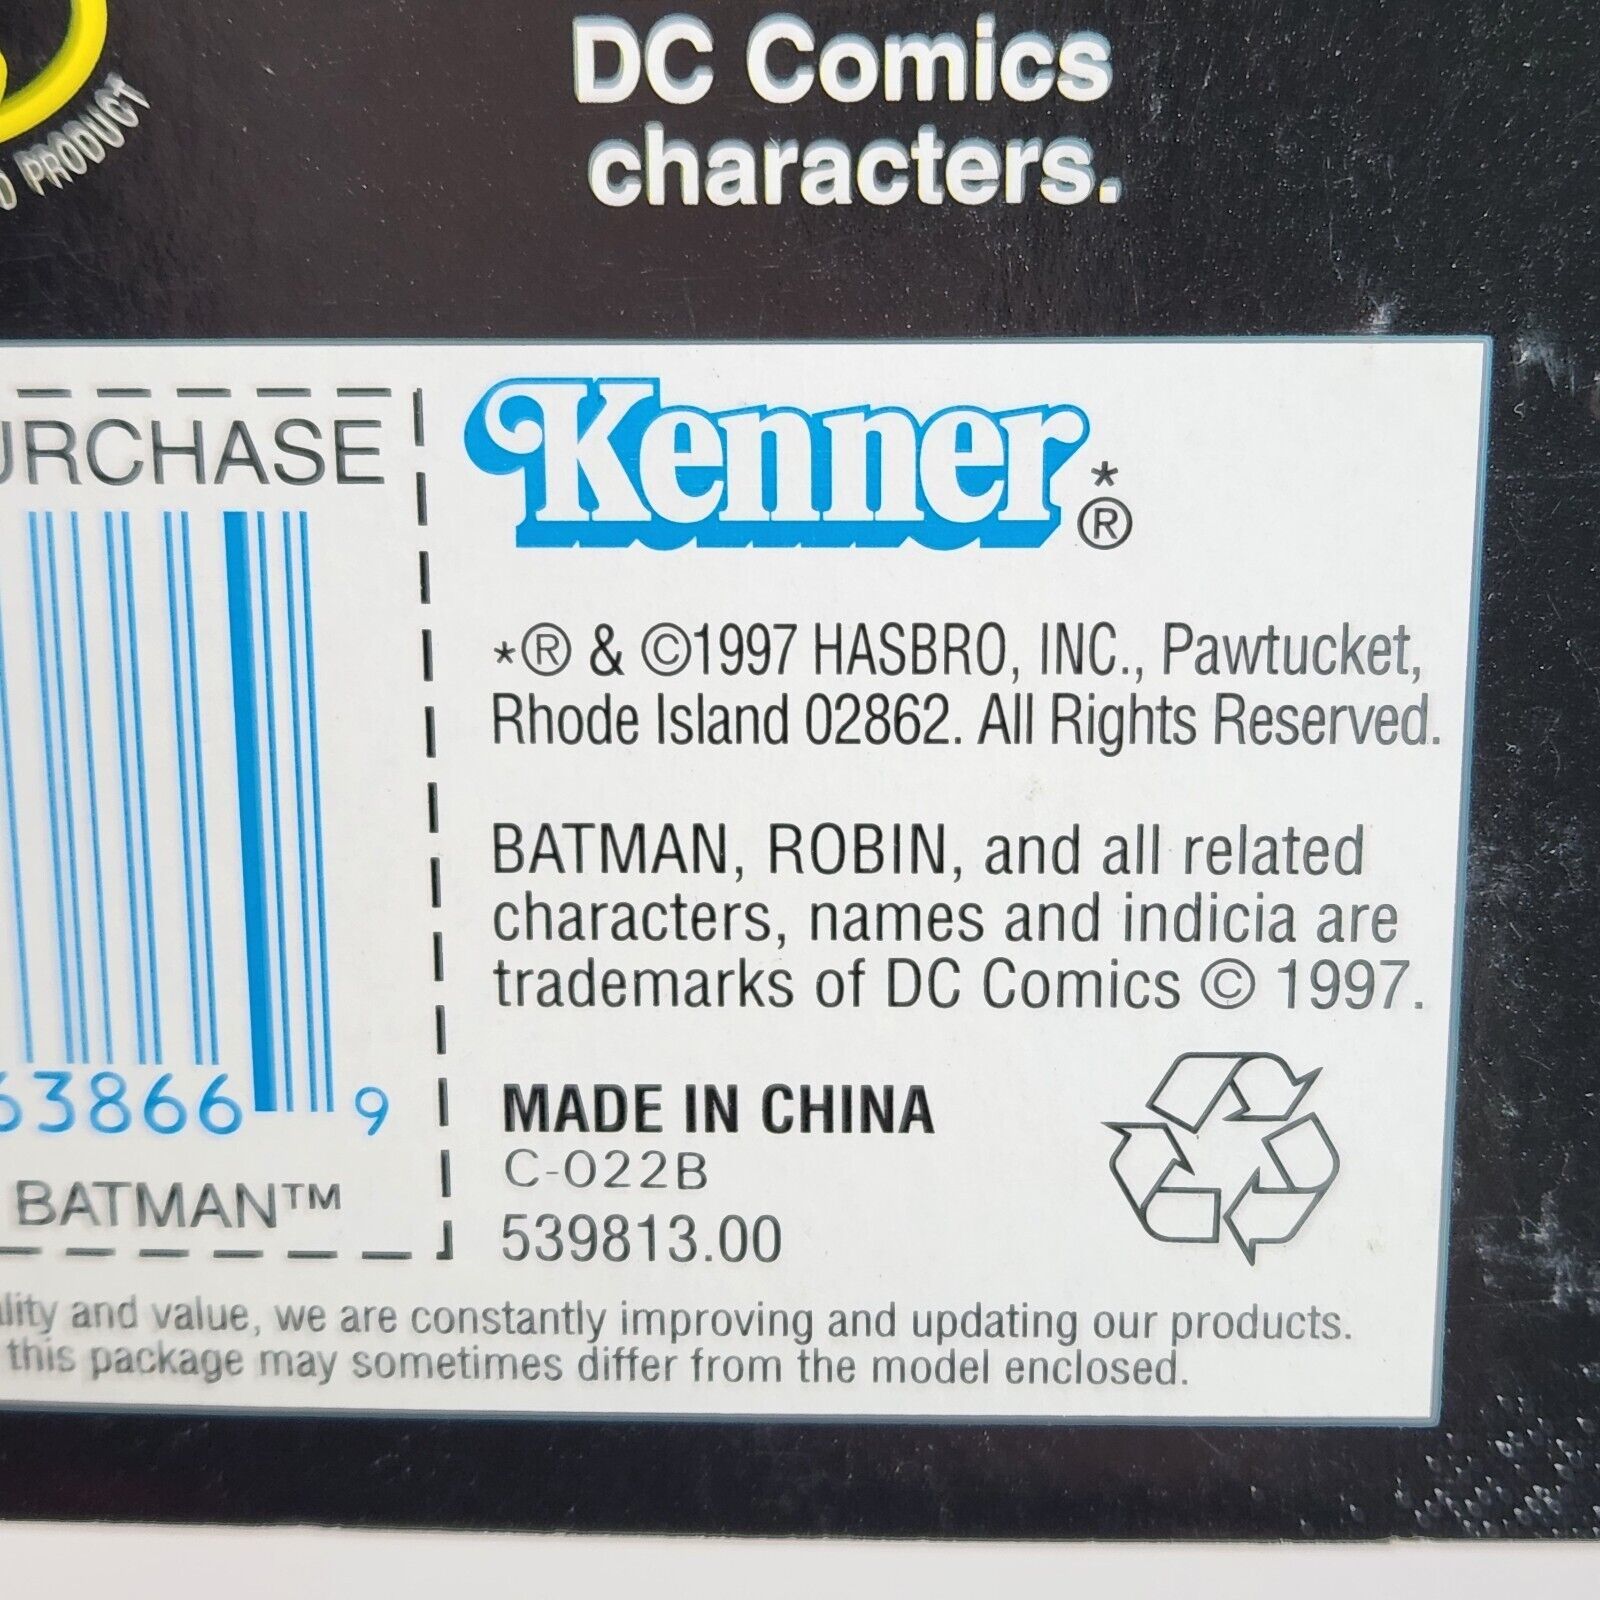 PRODUCT
DC Comics
characters.
Kenner
*®
*® & ©1997 HASBRO, INC., Pawtucket,
Rhode Island 02862. All Rights Reserved.
BATMAN, ROBIN, and all related
characters, names and indicia are
trademarks of DC Comics © 1997.
MADE IN CHINA
C-022B
539813.00
63866 9
BATMAN™
and value, we are constantly improving and updating our products.
this package may sometimes differ from the model enclosed.